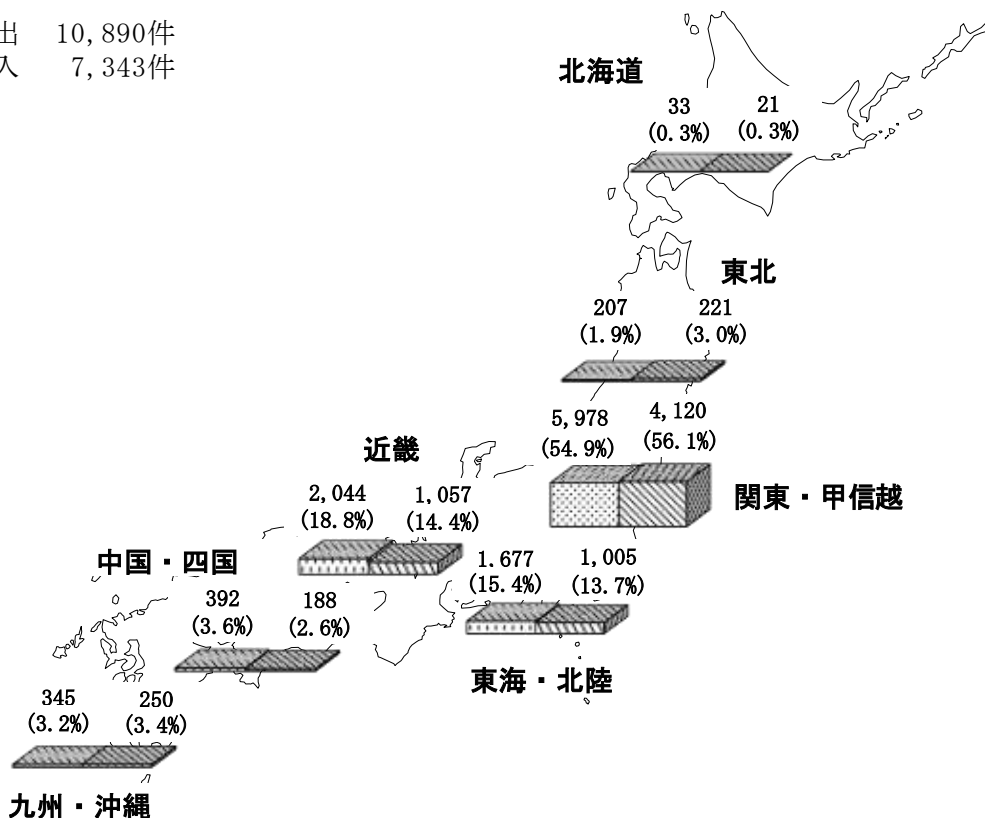 出 10,890件
入 7,343件
北海道
33 21
(0.3%) (0.3%)
東北
207 221
(1.9%) (3.0%)
5,978 4,120
(54.9%) (56.1%)
関東・甲信越
近畿
2,044 1,057
(18.8%) (14.4%)
1.677 1,005
(15.4%) (13.7%)
東海・北陸
中国・四国
392 188
(3.6%) (2.6%)
345 250
(3.2%) (3.4%)
九州・沖縄